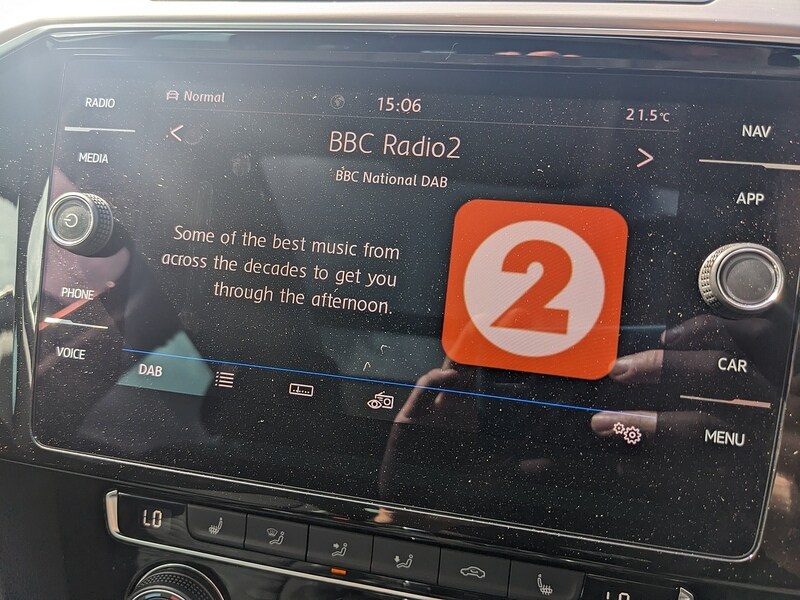 RADIO
Normal
15:06
21.5°C
NAV
MEDIA
BBC Radio2
BBC National DAB
APP
Some of the best music from
across the decades to get you
through the afternoon.
2
PHONE
VOICE
DAB
CAR
MENU
LO
LO